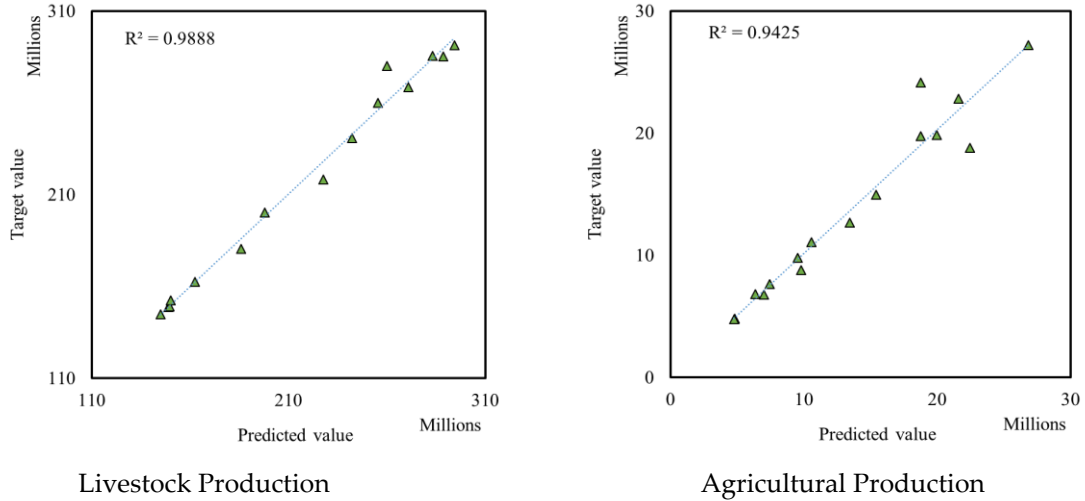 310
Millions
R² = 0.9888
Target value
210
110
110
210
310
Millions
Predicted value
Livestock Production
30
Millions
R² = 0.9425
Target value
20
10
0
0
10
20
30
Millions
Predicted value
Agricultural Production